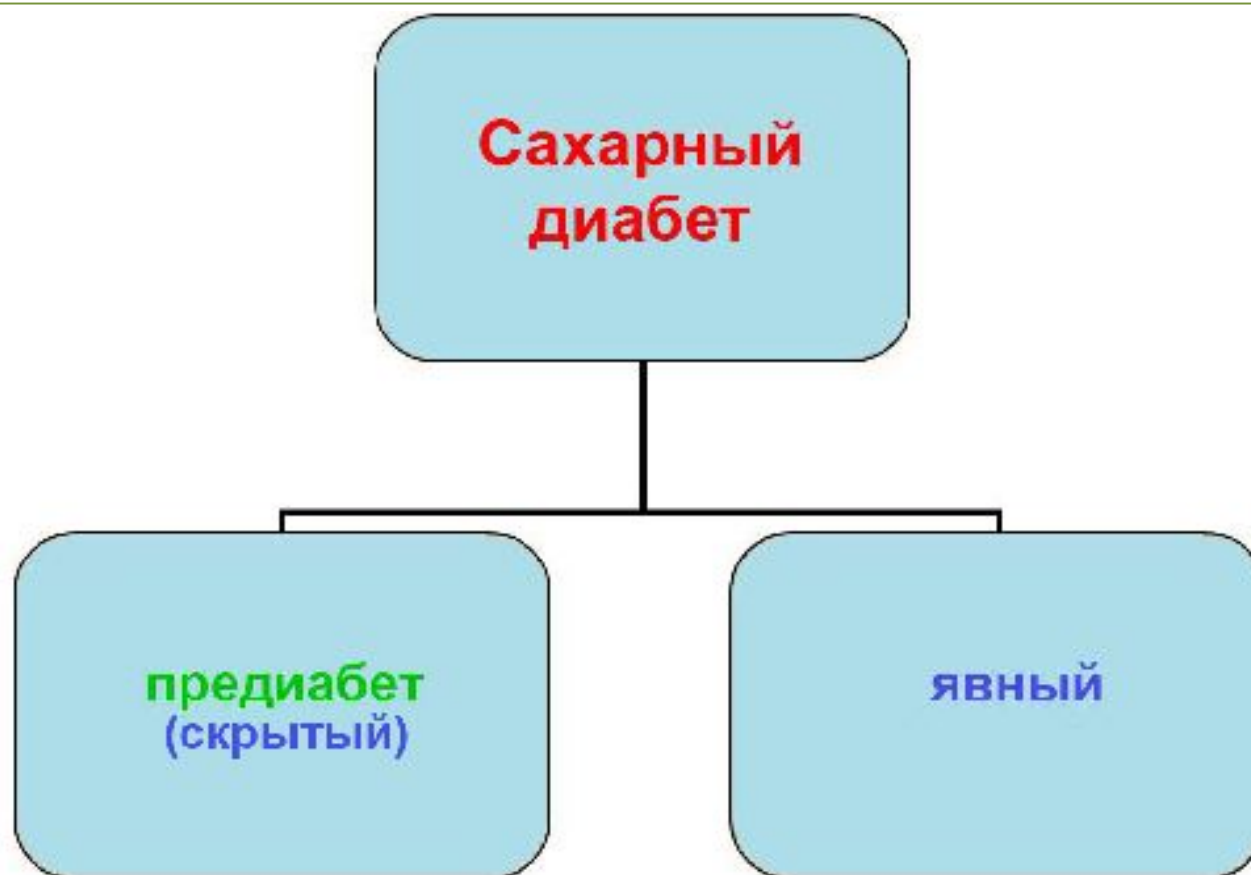 Сахарный
диабет
предиабет
(скрытый)
явный